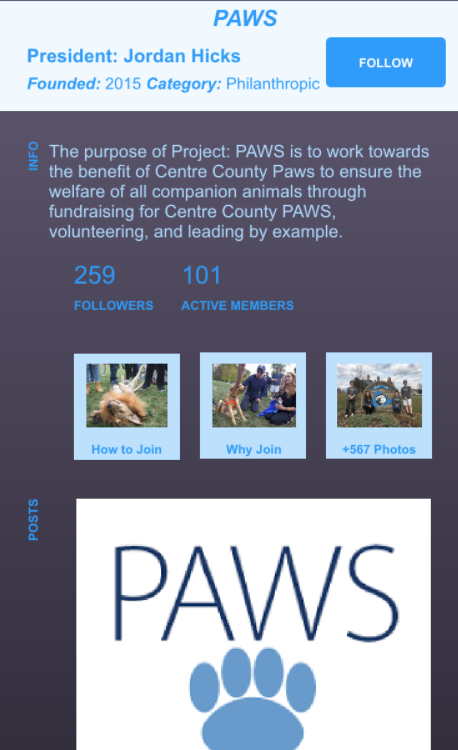 PAWS
President: Jordan Hicks
FOLLOW
Founded: 2015 Category: Philanthropic
INFO
The purpose of Project: PAWS is to work towards
the benefit of Centre County Paws to ensure the
welfare of all companion animals through
fundraising for Centre County PAWS,
volunteering, and leading by example.
259
101
FOLLOWERS
ACTIVE MEMBERS
How to Join
Why Join
+567 Photos
POSTS
PAWS